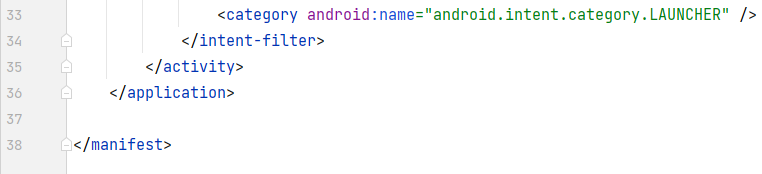 33 <category android:name="android.intent.category.LAUNCHER" />
34 </intent-filter>
35 </activity>
36 </application>
37
38 </manifest>